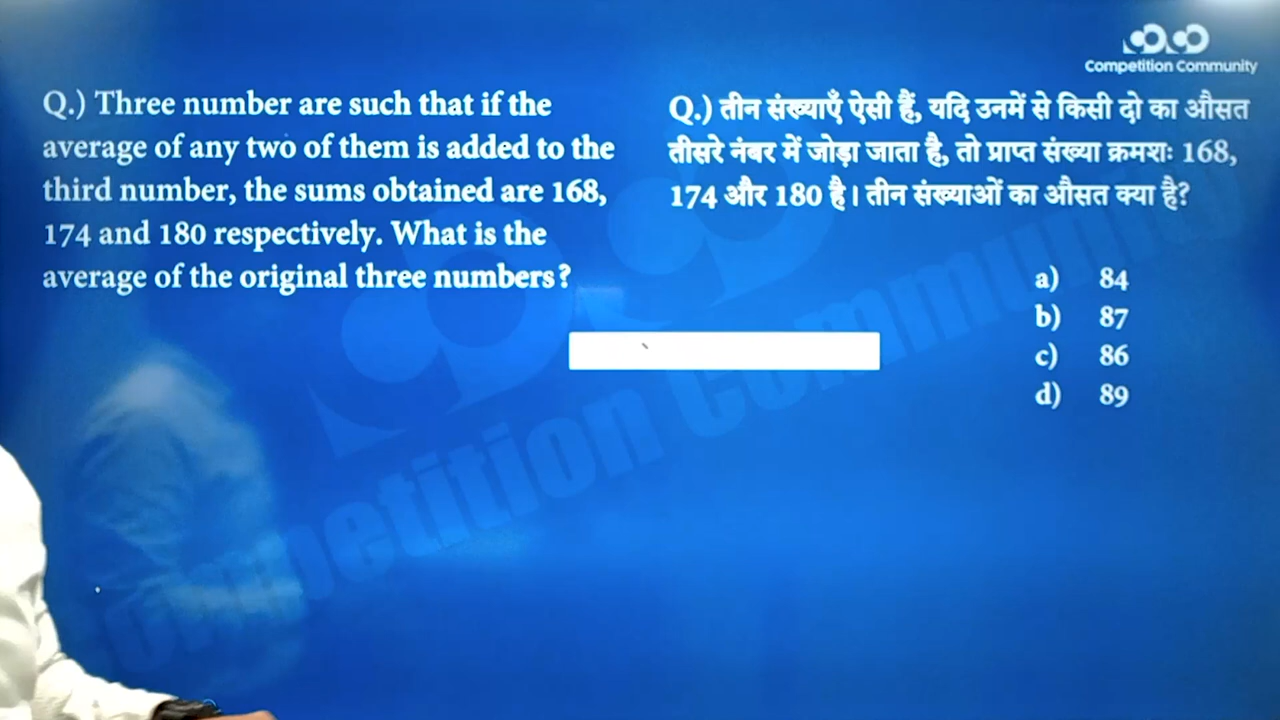 Competition Community
Q.) Three number are such that if the
average of any two of them is added to the
third number, the sums obtained are 168,
174 and 180 respectively. What is the
average of the original three numbers?
Q.) तीन संख्याएँ ऐसी हैं, यदि उनमें से किसी दो का औसत
तीसरे नंबर में जोड़ा जाता है, तो प्राप्त संख्या क्रमशः 168,
174 और 180 है। तीन संख्याओं का औसत क्या है?
a) 84
b) 87
c) 86
d) 89
Competition Community